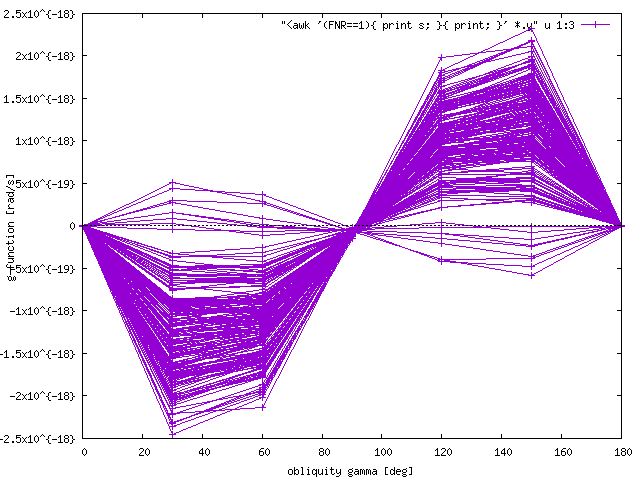 2.5x10^{-18}
"<awk '(FNR==1){ print s; }{ print; }' *.y" u 1:3
2x10^{-18}
1.5x10^{-18}
1x10^{-18}
5x10^{-19}
0
g function [rad/s]
-5x10^{-19}
-1x10^{-18}
-1.5x10^{-18}
-2x10^{-18}
-2.5x10^{-18}
0 20 40 60 80 100 120 140 160 180
obliquity gamma [deg]